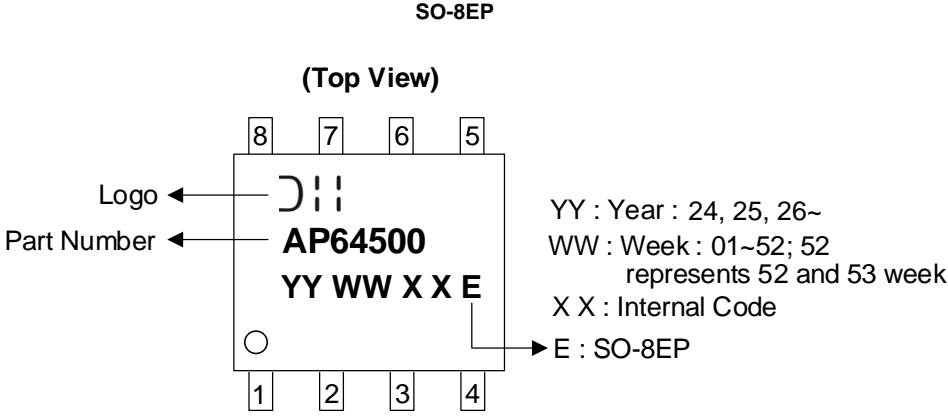 SO-8EP
(Top View)
8 7 6 5
Logo
Part Number
AP64500
YY WW X X E
YY : Year : 24, 25, 26~
WW : Week : 01~52; 52
represents 52 and 53 week
X X : Internal Code
E : SO-8EP
1 2 3 4